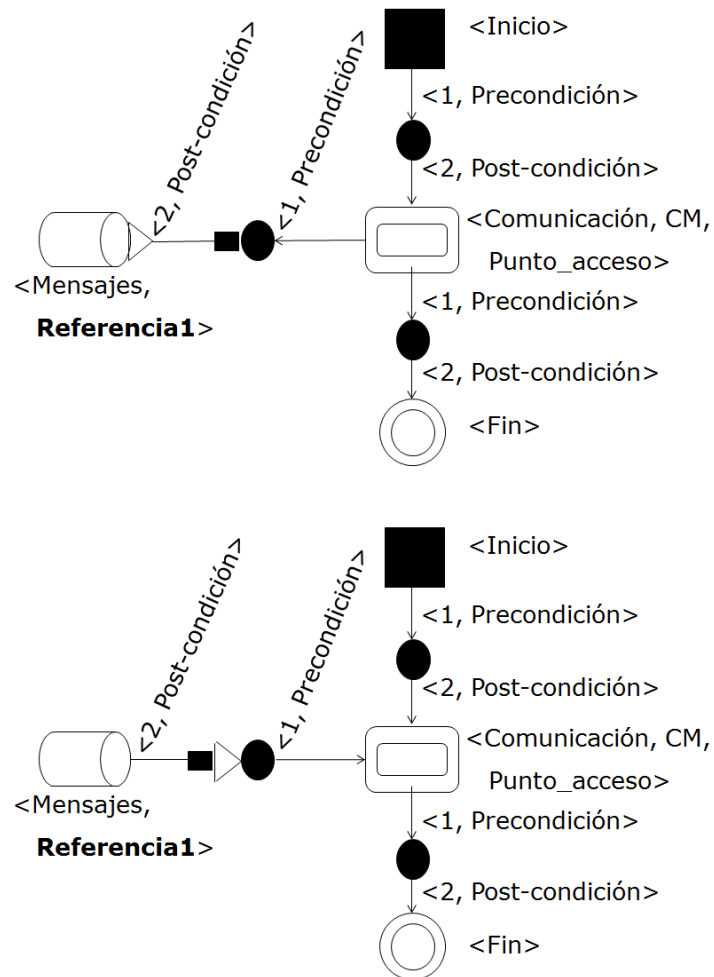 <Inicio>
<2, Post-condición>
<1, Precondición>
<1, Precondición>
<2, Post-condición>
<Comunicación, CM,
Punto_acceso>
<Mensajes,
Referencia1>
<1, Precondición>
<2, Post-condición>
<Fin>
<Inicio>
<2, Post-condición>
<1, Precondición>
<1, Precondición>
<2, Post-condición>
<Comunicación, CM,
Punto_acceso>
<Mensajes,
Referencia1>
<1, Precondición>
<2, Post-condición>
<Fin>